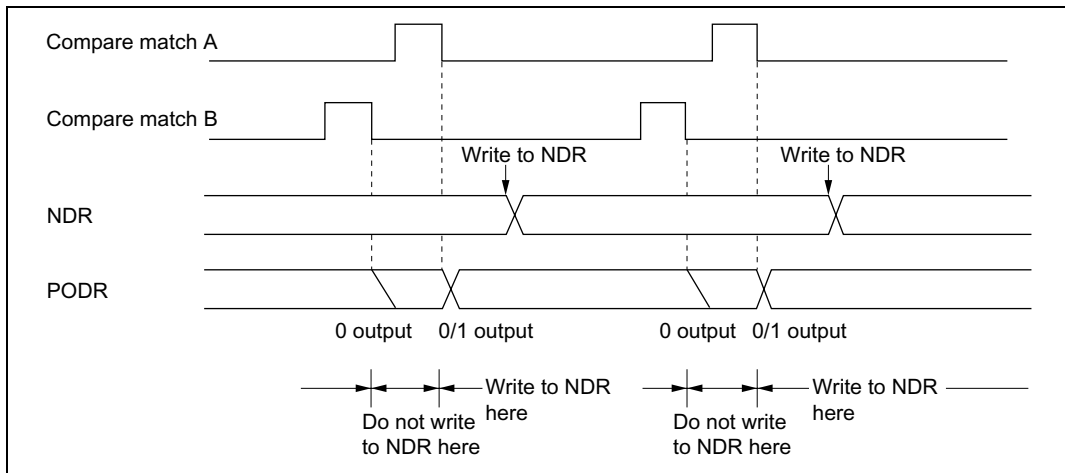 Compare match A
Compare match B
Write to NDR
Write to NDR
NDR
PODR
0 output
0/1 output
0 output
0/1 output
Write to NDR
here
Do not write
to NDR here
Write to NDR
here
Do not write
to NDR here